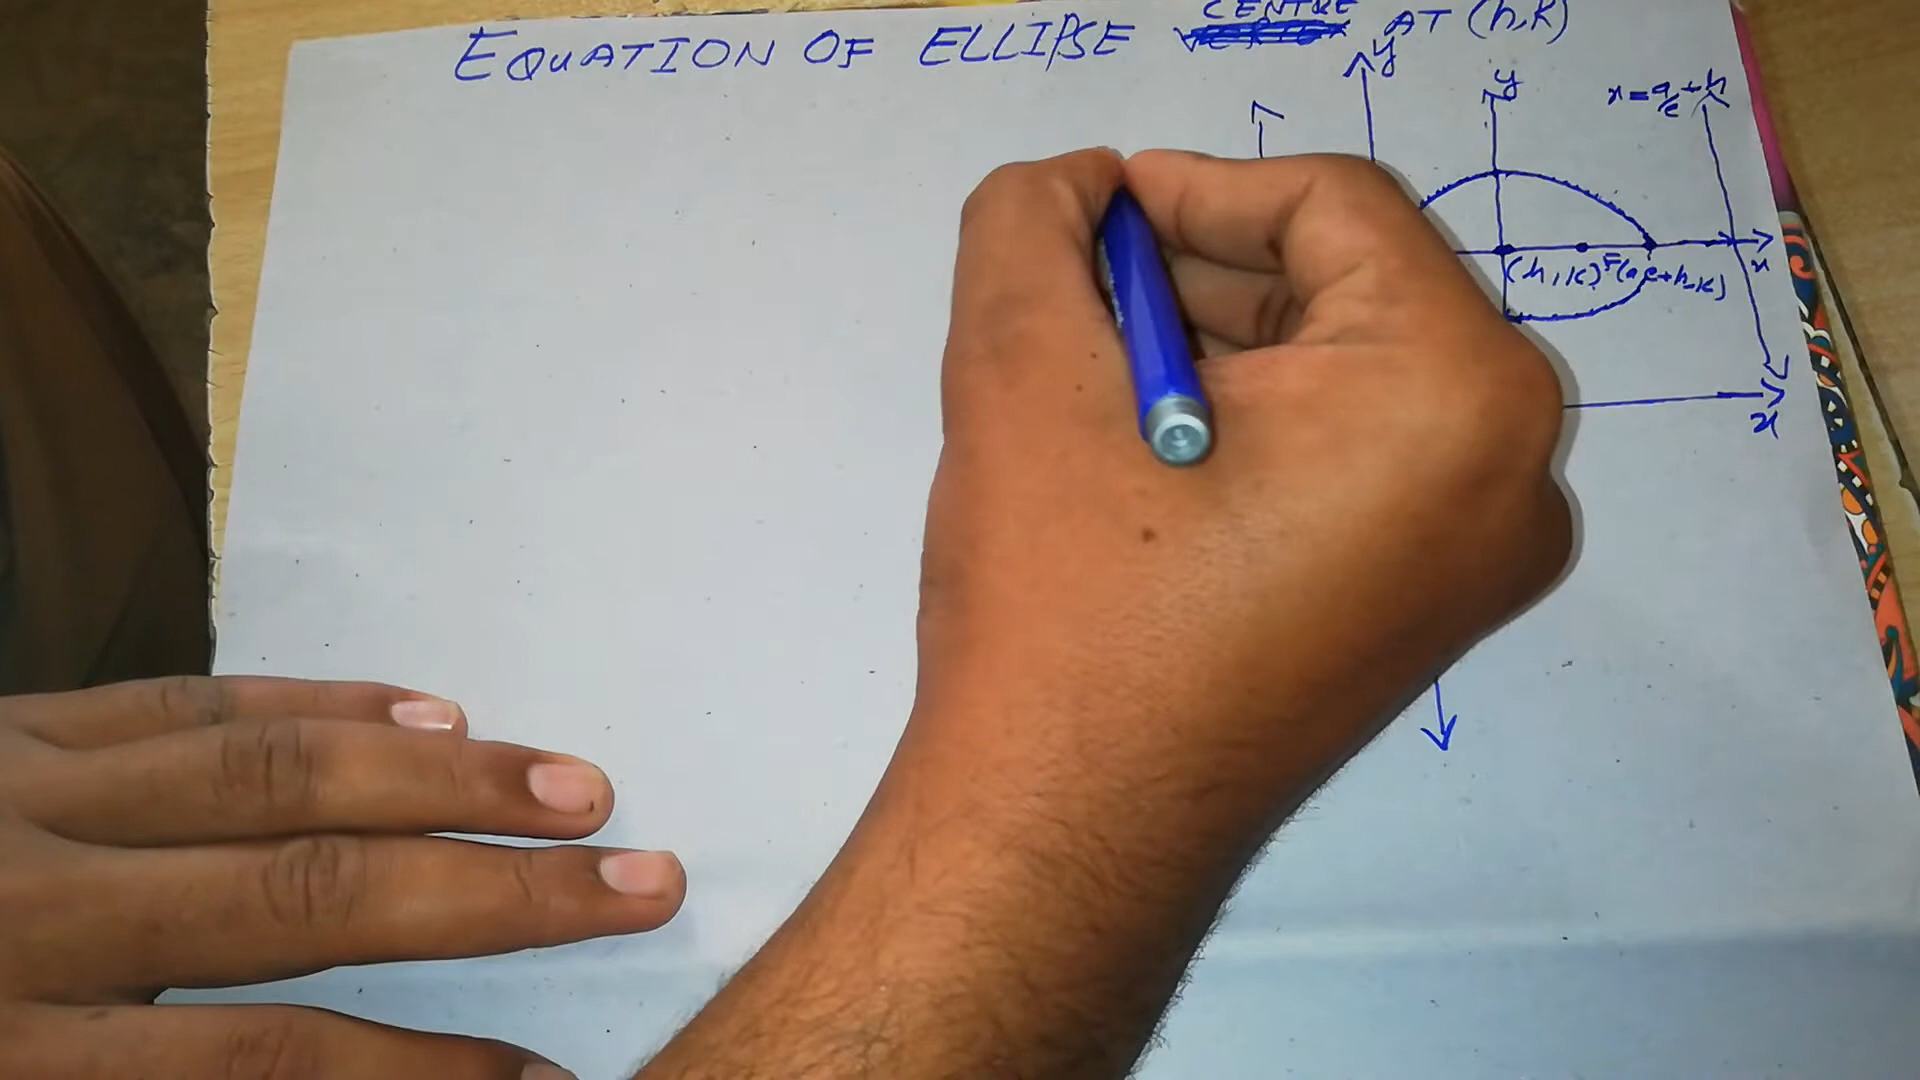 EQUATION OF ELLIPSE CENTRE AT (h,k)
y
y
x = a/e + h
x
(h,k) F(ae+h,k)
x